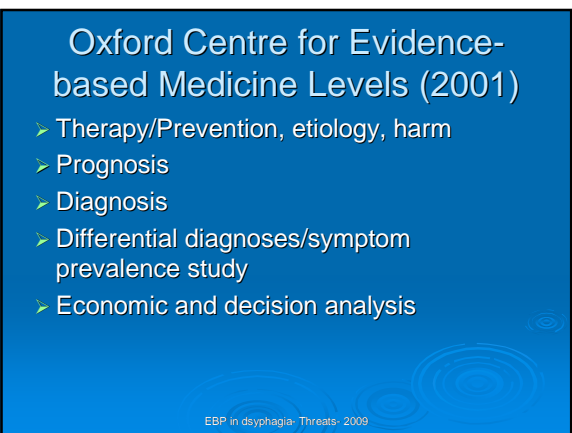 Oxford Centre for Evidence-
based Medicine Levels (2001)
➢ Therapy/Prevention, etiology, harm
➢ Prognosis
➢ Diagnosis
➢ Differential diagnoses/symptom
prevalence study
➢ Economic and decision analysis
EBP in dsyphagia- Threats- 2009